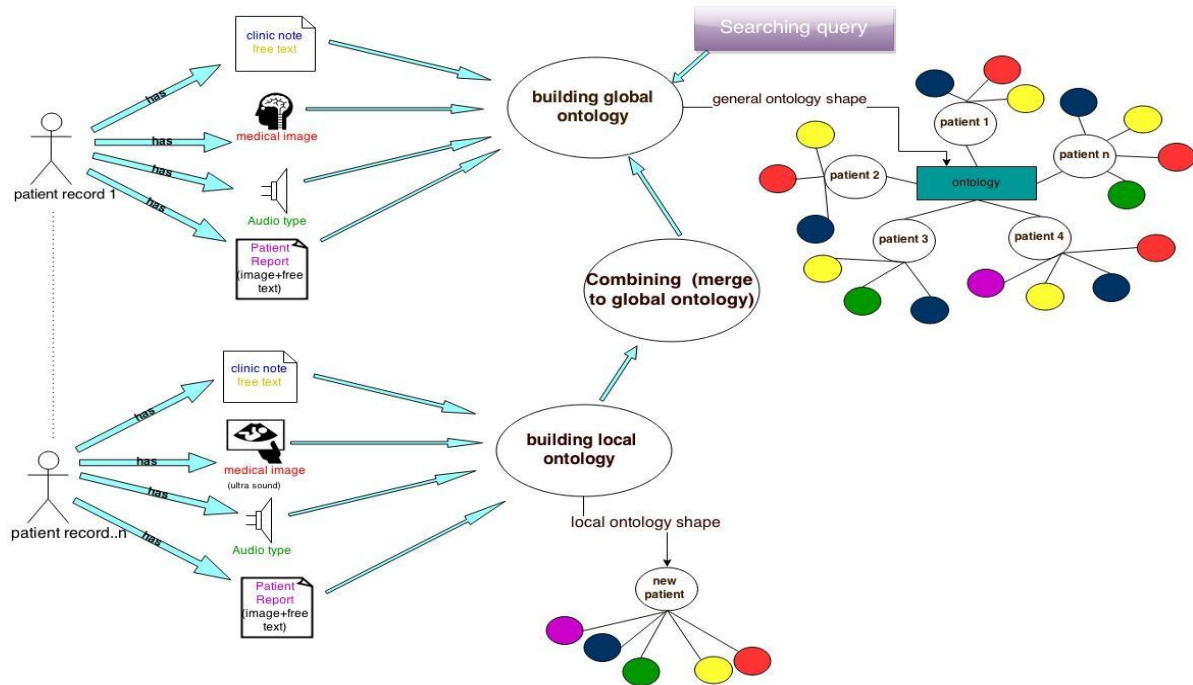 Searching query
clinic note
free text
has
medical image
has
has
Audio type
has
Patient
Report
(image+free
text)
patient record 1
building global
ontology
general ontology shape
patient 1
patient n
patient 2
ontology
patient 3
patient 4
Combining (merge
to global ontology)
clinic note
free text
has
medical image
(ultra sound)
has
has
Audio type
has
Patient
Report
(image+free
text)
patient record..n
building local
ontology
local ontology shape
new
patient